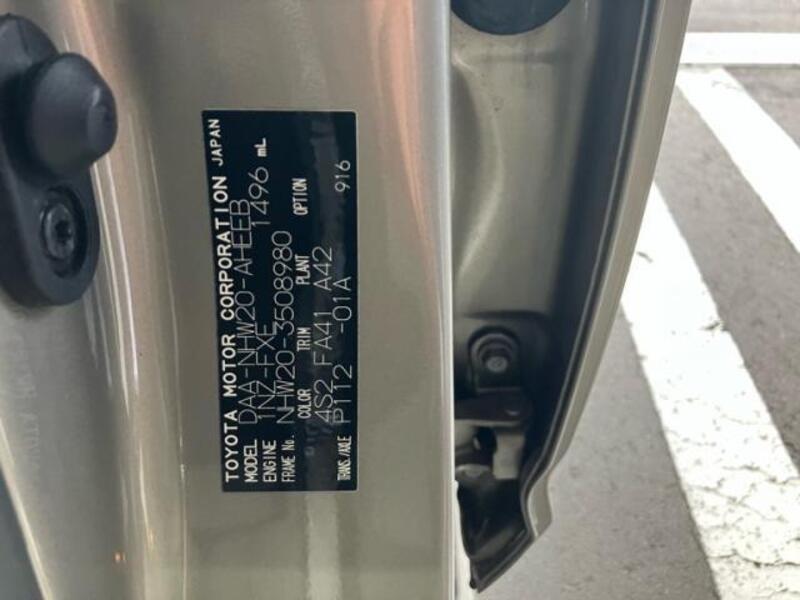 TOYOTA MOTOR CORPORATION JAPAN
MODEL DAA-NHW20-AHEEB
ENGINE 1NZ-FXE 1496 mL
FRAME No. NHW20-3508980
COLOR TRIM PLANT OPTION
4S2 FA41 A42
TRANS./AXLE P112 -01A 916